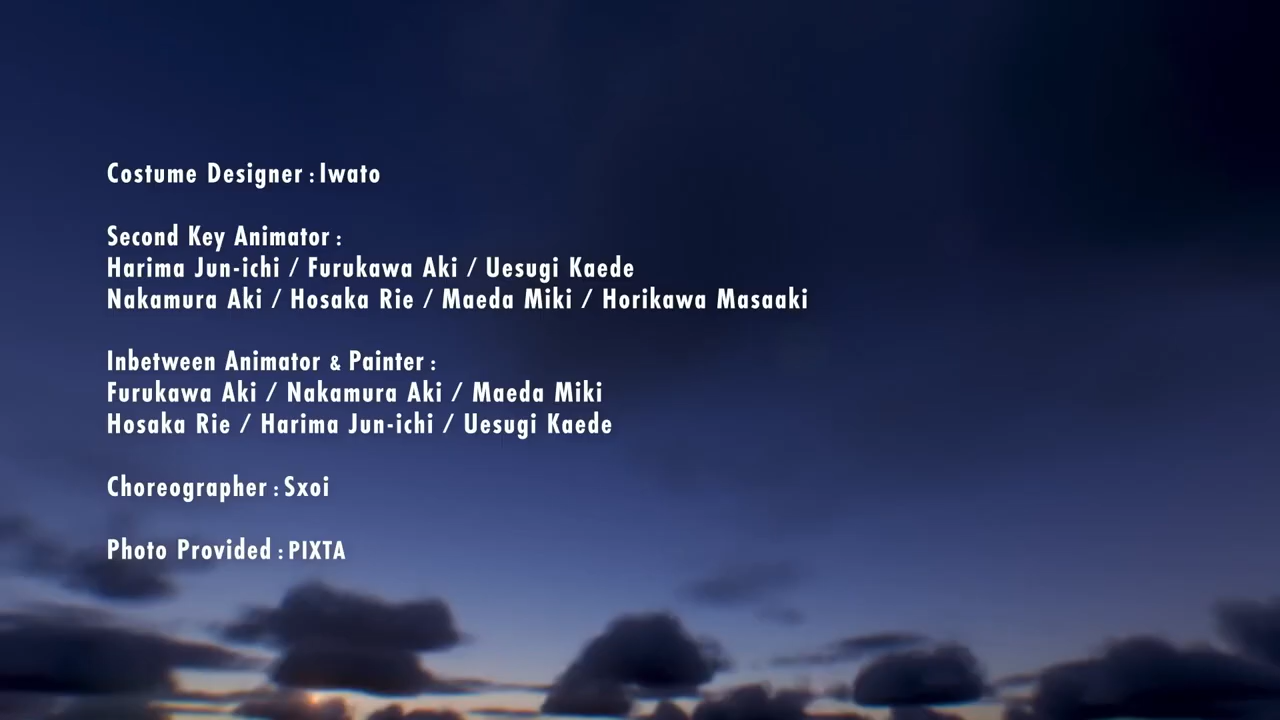 Costume Designer : Iwato
Second Key Animator :
Harima Jun-ichi / Furukawa Aki / Uesugi Kaede
Nakamura Aki / Hosaka Rie / Maeda Miki / Horikawa Masaaki
Inbetween Animator & Painter :
Furukawa Aki / Nakamura Aki / Maeda Miki
Hosaka Rie / Harima Jun-ichi / Uesugi Kaede
Choreographer : Sxoi
Photo Provided : PIXTA